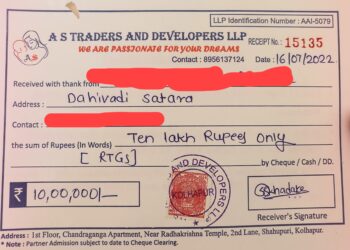 LLP Identification Number : AAI-5079
A S TRADERS AND DEVELOPERS LLP
WE ARE PASSIONATE FOR YOUR DREAMS
RECEIPT No.: 15135
AS
Contact : 8956137124 Date : 16/07/2022
Received with thank from
Address : Dahivadi Satara
Contact :
the sum of Rupees (In Words) Ten lakh Rupees only
[ RTGS ] by Cheque / Cash / DD.
AND DEVELOPERS LLP
KOLHAPUR
₹ 10,00,000/-
Receiver's Signature
Address : 1st Floor, Chandraganga Apartment, Near Radhakrishna Temple, 2nd Lane, Shahupuri, Kolhapur.
* Note : Partner Admission subject to date to Cheque Clearing.